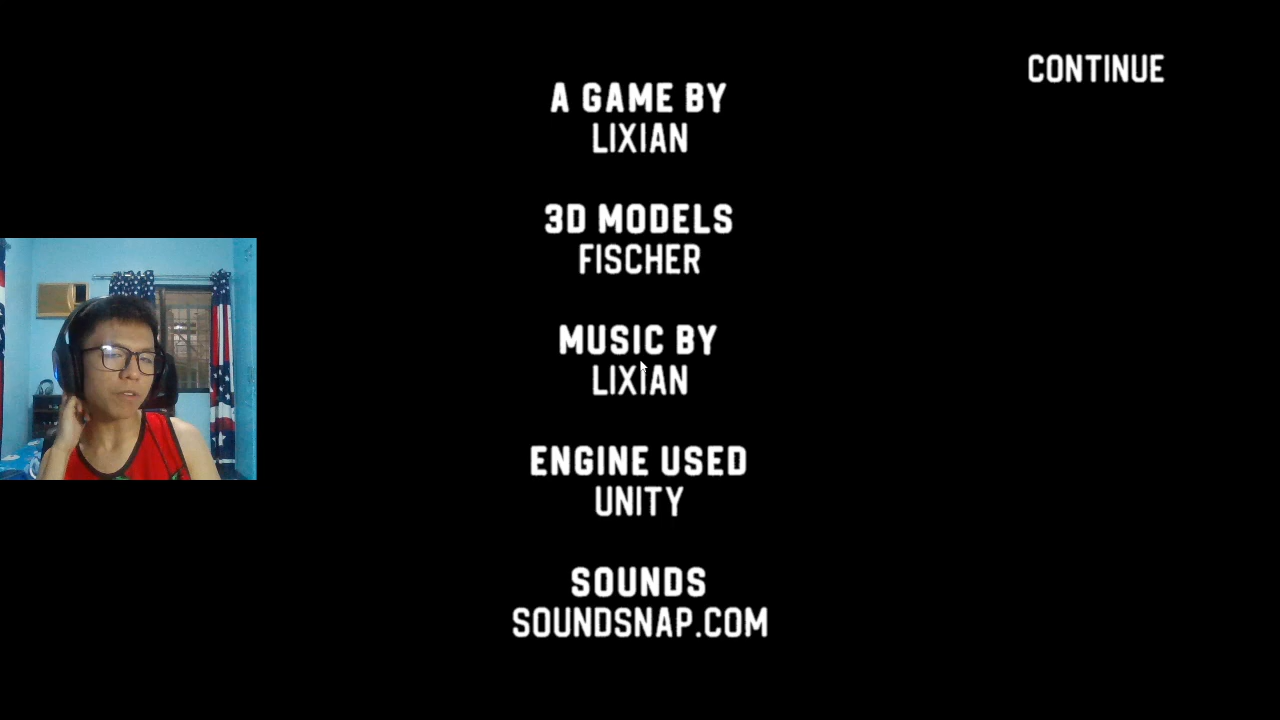 CONTINUE
A GAME BY
LIXIAN
3D MODELS
FISCHER
MUSIC BY
LIXIAN
ENGINE USED
UNITY
SOUNDS
SOUNDSNAP.COM